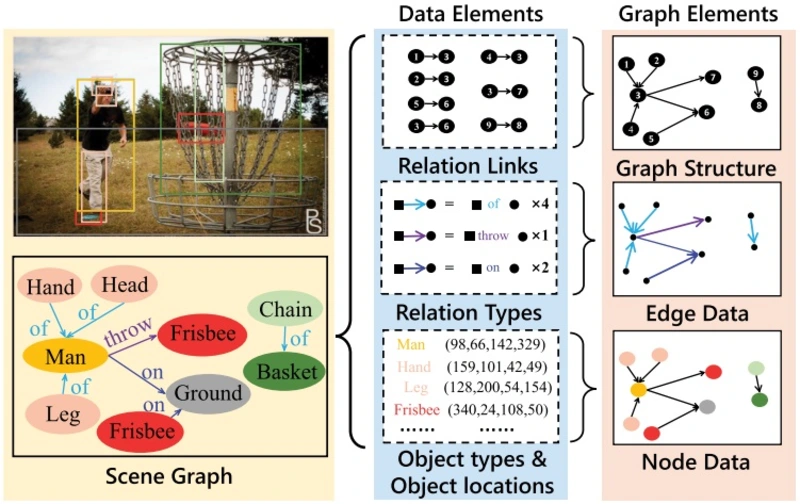 Data Elements
Graph Elements
1 3
4 3
2 3
3 7
5 6
3 6
9 8
Relation Links
1 2 3 4 5 6 7 9 8
Graph Structure
= of ×4
= throw ×1
= on ×2
Relation Types
Edge Data
Man (98,66,142,329)
Hand (159,101,42,49)
Leg (128,200,54,154)
Frisbee (340,24,108,50)
...... ......
Object types &
Object locations
Node Data
PS
Hand
Head
of
of
throw
Frisbee
Chain
of
Man
on
Basket
of
Ground
on
Leg
Frisbee
Scene Graph